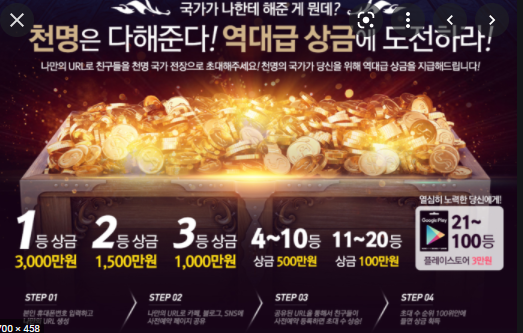 국가가 나한테 해준 게 뭔데?
천명은 다해준다! 역대급 상금에 도전하라!
나만의 URL로 친구들을 천명 국가 전장으로 초대해주세요! 천명의 국가가 당신을 위해 역대급 상금을 지급해드립니다!
열심히 노력한 당신에게!
1등 상금 2등 상금 3등 상금 4~10등 11~20등 Google Play 21~100등
3,000만원 1,500만원 1,000만원 상금 500만원 상금 100만원 플레이스토어 3만원
STEP 01 STEP 02 STEP 03 STEP 04
본인 휴대폰번호 입력하고 나만의 URL로 카페, 블로그, SNS에 공유된 URL을 통해서 친구들이 초대 수 순위 100위안에
URL 생성 사전예약 페이지 공유 사전예약 등록하면 초대 수 상승! 들면 상금 획득
700 × 458